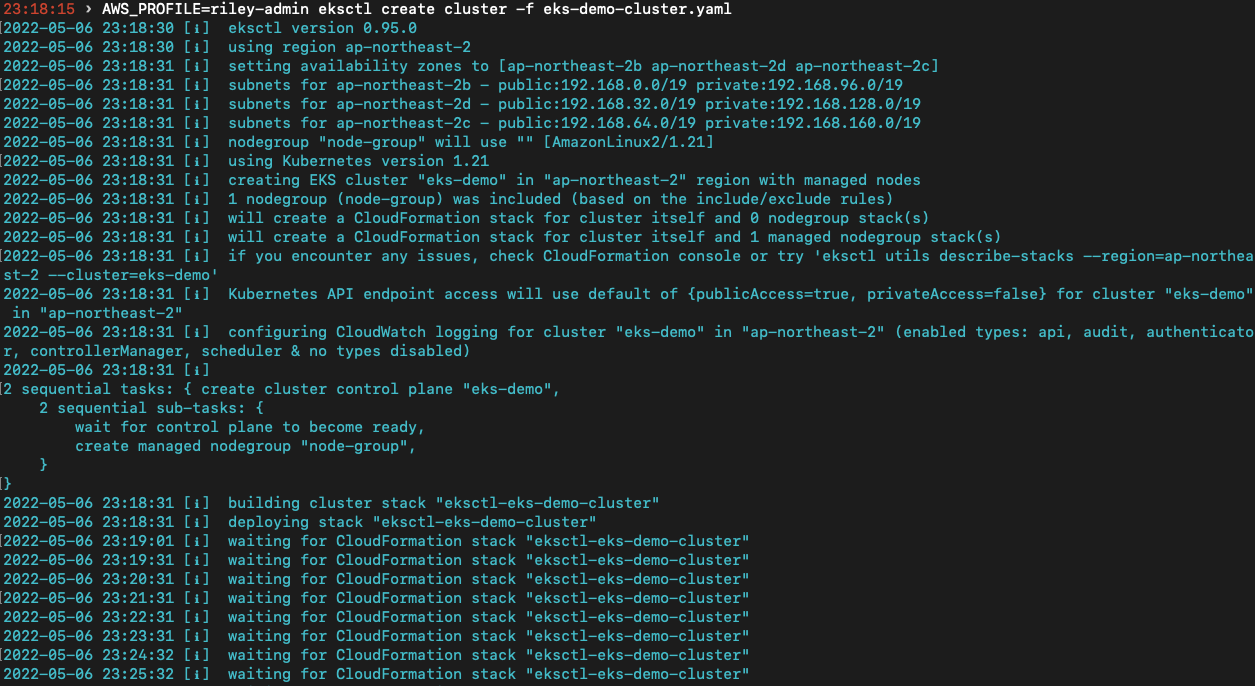 23:18:15 › AWS_PROFILE=riley-admin eksctl create cluster -f eks-demo-cluster.yaml
[2022-05-06 23:18:30 [ℹ]  eksctl version 0.95.0
2022-05-06 23:18:30 [ℹ]  using region ap-northeast-2
2022-05-06 23:18:31 [ℹ]  setting availability zones to [ap-northeast-2b ap-northeast-2d ap-northeast-2c]
[2022-05-06 23:18:31 [ℹ]  subnets for ap-northeast-2b - public:192.168.0.0/19 private:192.168.96.0/19
2022-05-06 23:18:31 [ℹ]  subnets for ap-northeast-2d - public:192.168.32.0/19 private:192.168.128.0/19
2022-05-06 23:18:31 [ℹ]  subnets for ap-northeast-2c - public:192.168.64.0/19 private:192.168.160.0/19
2022-05-06 23:18:31 [ℹ]  nodegroup "node-group" will use "" [AmazonLinux2/1.21]
[2022-05-06 23:18:31 [ℹ]  using Kubernetes version 1.21
2022-05-06 23:18:31 [ℹ]  creating EKS cluster "eks-demo" in "ap-northeast-2" region with managed nodes
2022-05-06 23:18:31 [ℹ]  1 nodegroup (node-group) was included (based on the include/exclude rules)
2022-05-06 23:18:31 [ℹ]  will create a CloudFormation stack for cluster itself and 0 nodegroup stack(s)
2022-05-06 23:18:31 [ℹ]  will create a CloudFormation stack for cluster itself and 1 managed nodegroup stack(s)
[2022-05-06 23:18:31 [ℹ]  if you encounter any issues, check CloudFormation console or try 'eksctl utils describe-stacks --region=ap-northea
st-2 --cluster=eks-demo'
2022-05-06 23:18:31 [ℹ]  Kubernetes API endpoint access will use default of {publicAccess=true, privateAccess=false} for cluster "eks-demo"
 in "ap-northeast-2"
2022-05-06 23:18:31 [ℹ]  configuring CloudWatch logging for cluster "eks-demo" in "ap-northeast-2" (enabled types: api, audit, authenticato
r, controllerManager, scheduler & no types disabled)
2022-05-06 23:18:31 [ℹ]
[2 sequential tasks: { create cluster control plane "eks-demo",
    2 sequential sub-tasks: {
        wait for control plane to become ready,
        create managed nodegroup "node-group",
    }
[}
2022-05-06 23:18:31 [ℹ]  building cluster stack "eksctl-eks-demo-cluster"
2022-05-06 23:18:31 [ℹ]  deploying stack "eksctl-eks-demo-cluster"
[2022-05-06 23:19:01 [ℹ]  waiting for CloudFormation stack "eksctl-eks-demo-cluster"
2022-05-06 23:19:31 [ℹ]  waiting for CloudFormation stack "eksctl-eks-demo-cluster"
2022-05-06 23:20:31 [ℹ]  waiting for CloudFormation stack "eksctl-eks-demo-cluster"
[2022-05-06 23:21:31 [ℹ]  waiting for CloudFormation stack "eksctl-eks-demo-cluster"
2022-05-06 23:22:31 [ℹ]  waiting for CloudFormation stack "eksctl-eks-demo-cluster"
2022-05-06 23:23:31 [ℹ]  waiting for CloudFormation stack "eksctl-eks-demo-cluster"
[2022-05-06 23:24:32 [ℹ]  waiting for CloudFormation stack "eksctl-eks-demo-cluster"
2022-05-06 23:25:32 [ℹ]  waiting for CloudFormation stack "eksctl-eks-demo-cluster"